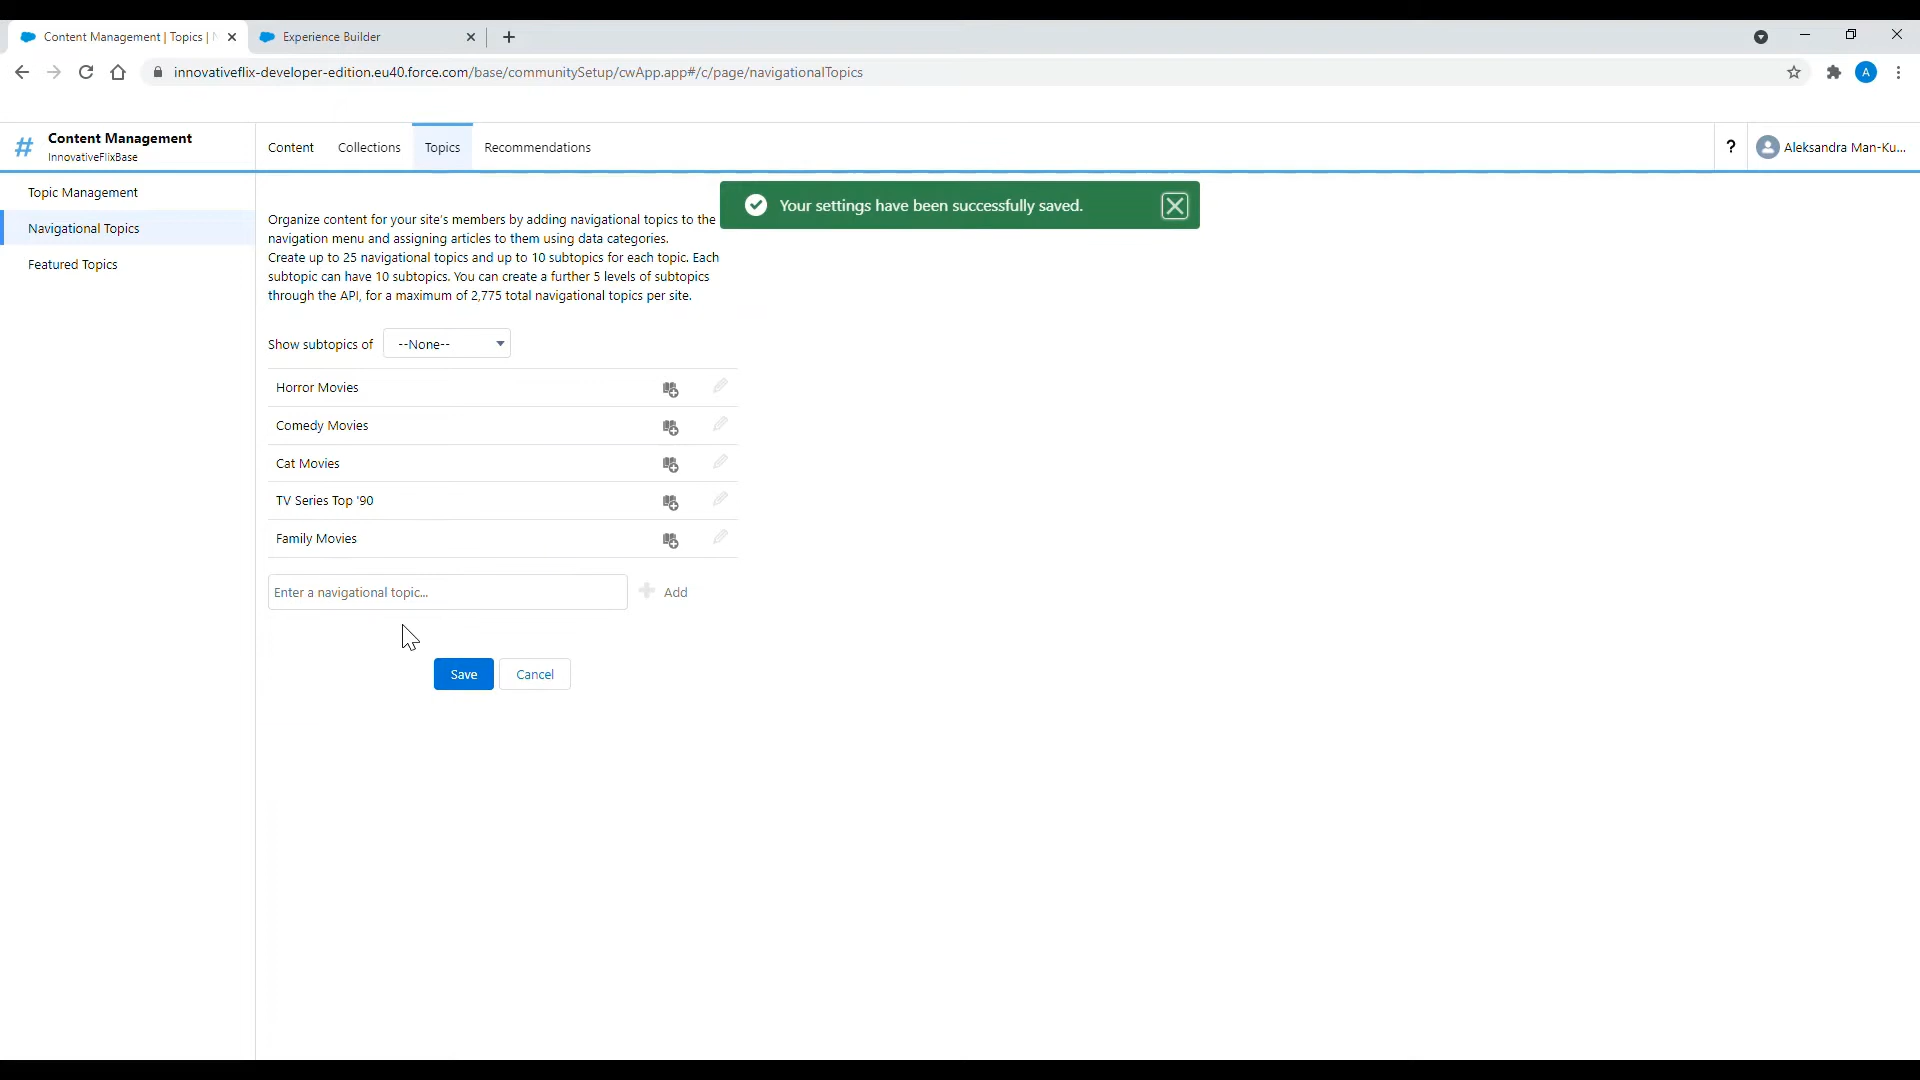 Content Management | Topics |
Experience Builder
innovativeflix-developer-edition.eu40.force.com/base/communitySetup/cwApp.app#/c/page/navigationalTopics
A
#
Content Management
InnovativeFlixBase
Content
Collections
Topics
Recommendations
?
Aleksandra Man-Ku...
Topic Management
Navigational Topics
Featured Topics
Your settings have been successfully saved.
Organize content for your site's members by adding navigational topics to the
navigation menu and assigning articles to them using data categories.
Create up to 25 navigational topics and up to 10 subtopics for each topic. Each
subtopic can have 10 subtopics. You can create a further 5 levels of subtopics
through the API, for a maximum of 2,775 total navigational topics per site.
Show subtopics of
--None--
Horror Movies
Comedy Movies
Cat Movies
TV Series Top '90
Family Movies
Enter a navigational topic...
Add
Save
Cancel